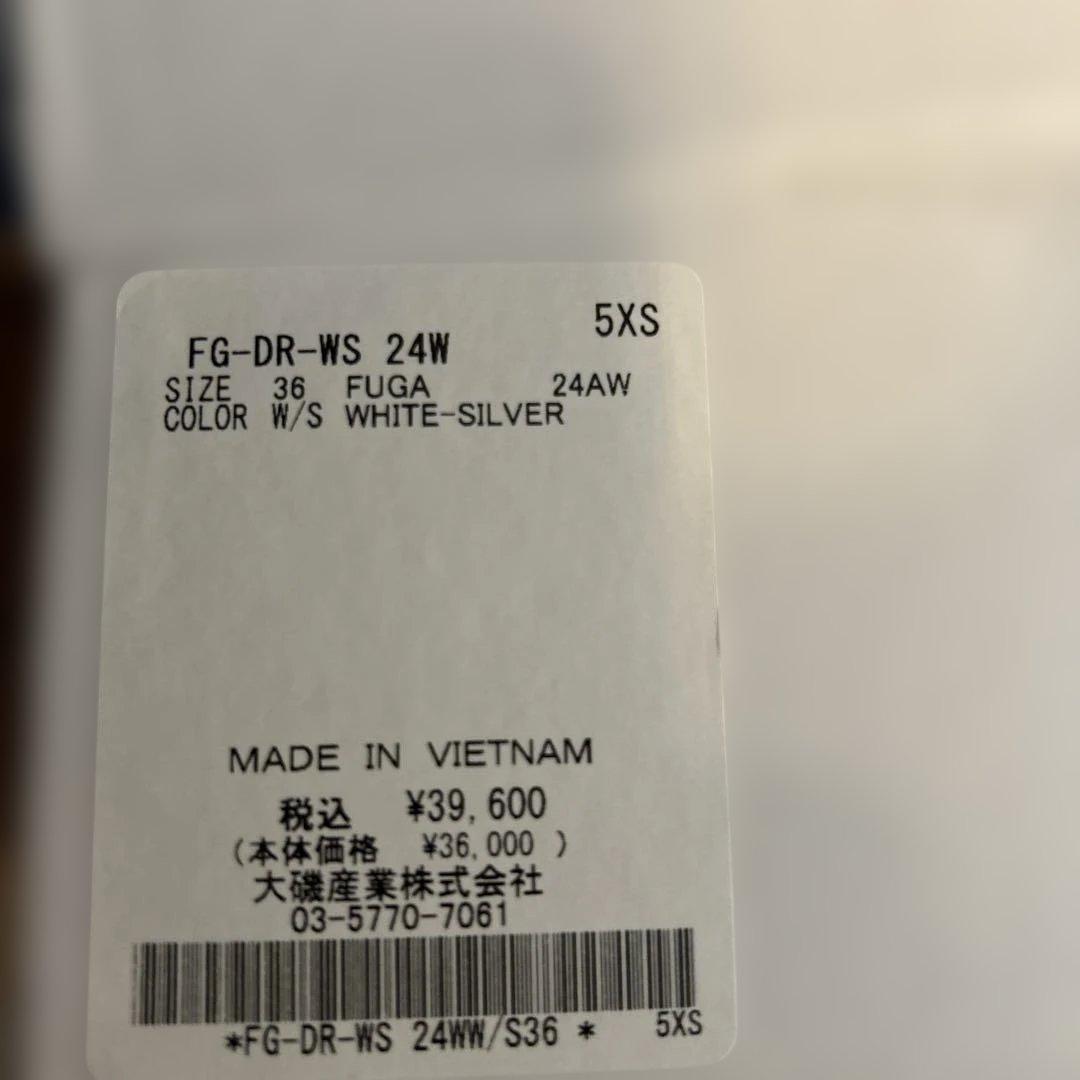 5XS
FG-DR-WS 24W
SIZE 36 FUGA 24AW
COLOR W/S WHITE-SILVER
MADE IN VIETNAM
税込 ¥39,600
(本体価格 ¥36,000 )
大磯産業株式会社
03-5770-7061
*FG-DR-WS 24WW/S36 * 5XS